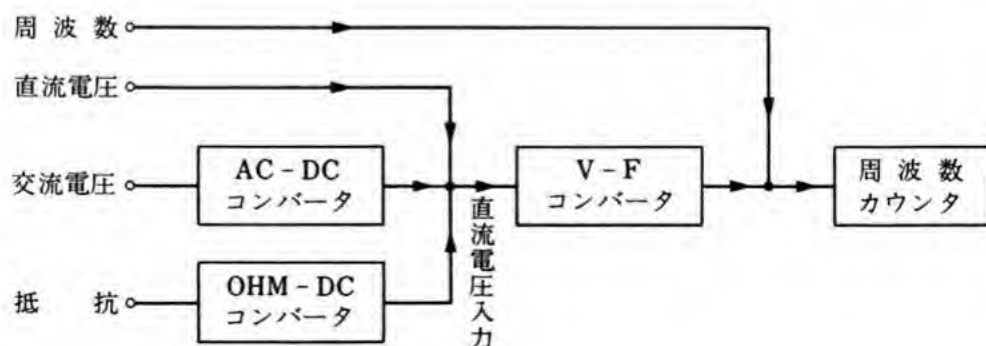 周波数
直流電圧
交流電圧
AC-DC
コンバータ
V-F
コンバータ
周波数
カウンタ
直流電圧入力
抵抗
OHM-DC
コンバータ